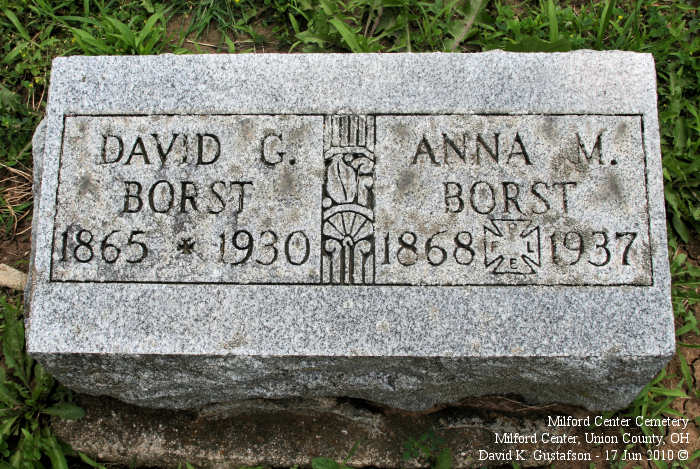 DAVID G.
BORST
1865 1930
ANNA M.
BORST
1868 P F L E 1937
Milford Center Cemetery
Milford Center, Union County, OH
David K. Gustafson - 17 Jun 2010 ©